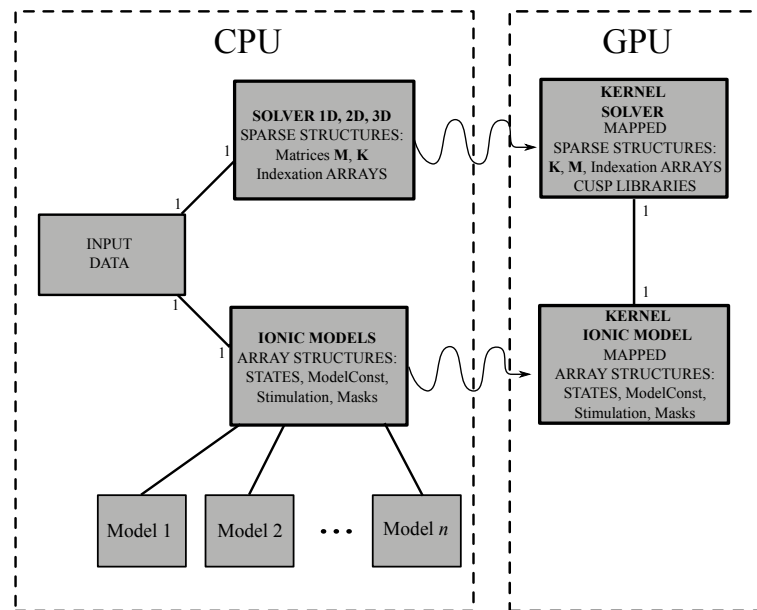 CPU
SOLVER 1D, 2D, 3D
SPARSE STRUCTURES:
Matrices M, K
Indexation ARRAYS
1
1
INPUT
DATA
1
1
IONIC MODELS
ARRAY STRUCTURES:
STATES, ModelConst,
Stimulation, Masks
Model 1
Model 2
•••
Model n
GPU
KERNEL
SOLVER
MAPPED
SPARSE STRUCTURES:
K, M, Indexation ARRAYS
CUSP LIBRARIES
1
1
KERNEL
IONIC MODEL
MAPPED
ARRAY STRUCTURES:
STATES, ModelConst,
Stimulation, Masks